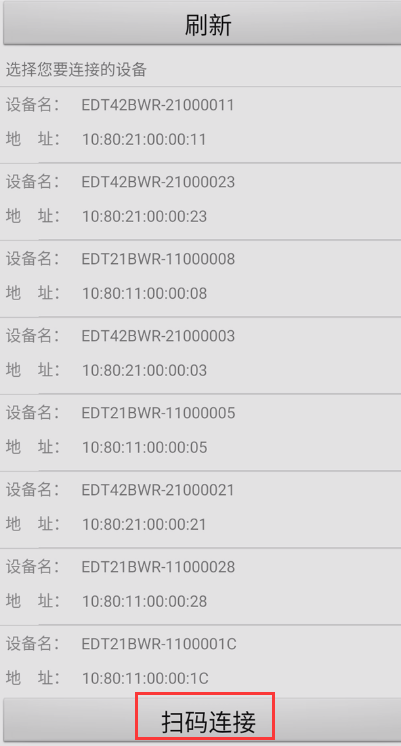 刷新
选择您要连接的设备
设备名： EDT42BWR-21000011
地 址： 10:80:21:00:00:11
设备名： EDT42BWR-21000023
地 址： 10:80:21:00:00:23
设备名： EDT21BWR-11000008
地 址： 10:80:11:00:00:08
设备名： EDT42BWR-21000003
地 址： 10:80:21:00:00:03
设备名： EDT21BWR-11000005
地 址： 10:80:11:00:00:05
设备名： EDT42BWR-21000021
地 址： 10:80:21:00:00:21
设备名： EDT21BWR-11000028
地 址： 10:80:11:00:00:28
设备名： EDT21BWR-1100001C
地 址： 10:80:11:00:00:1C
扫码连接